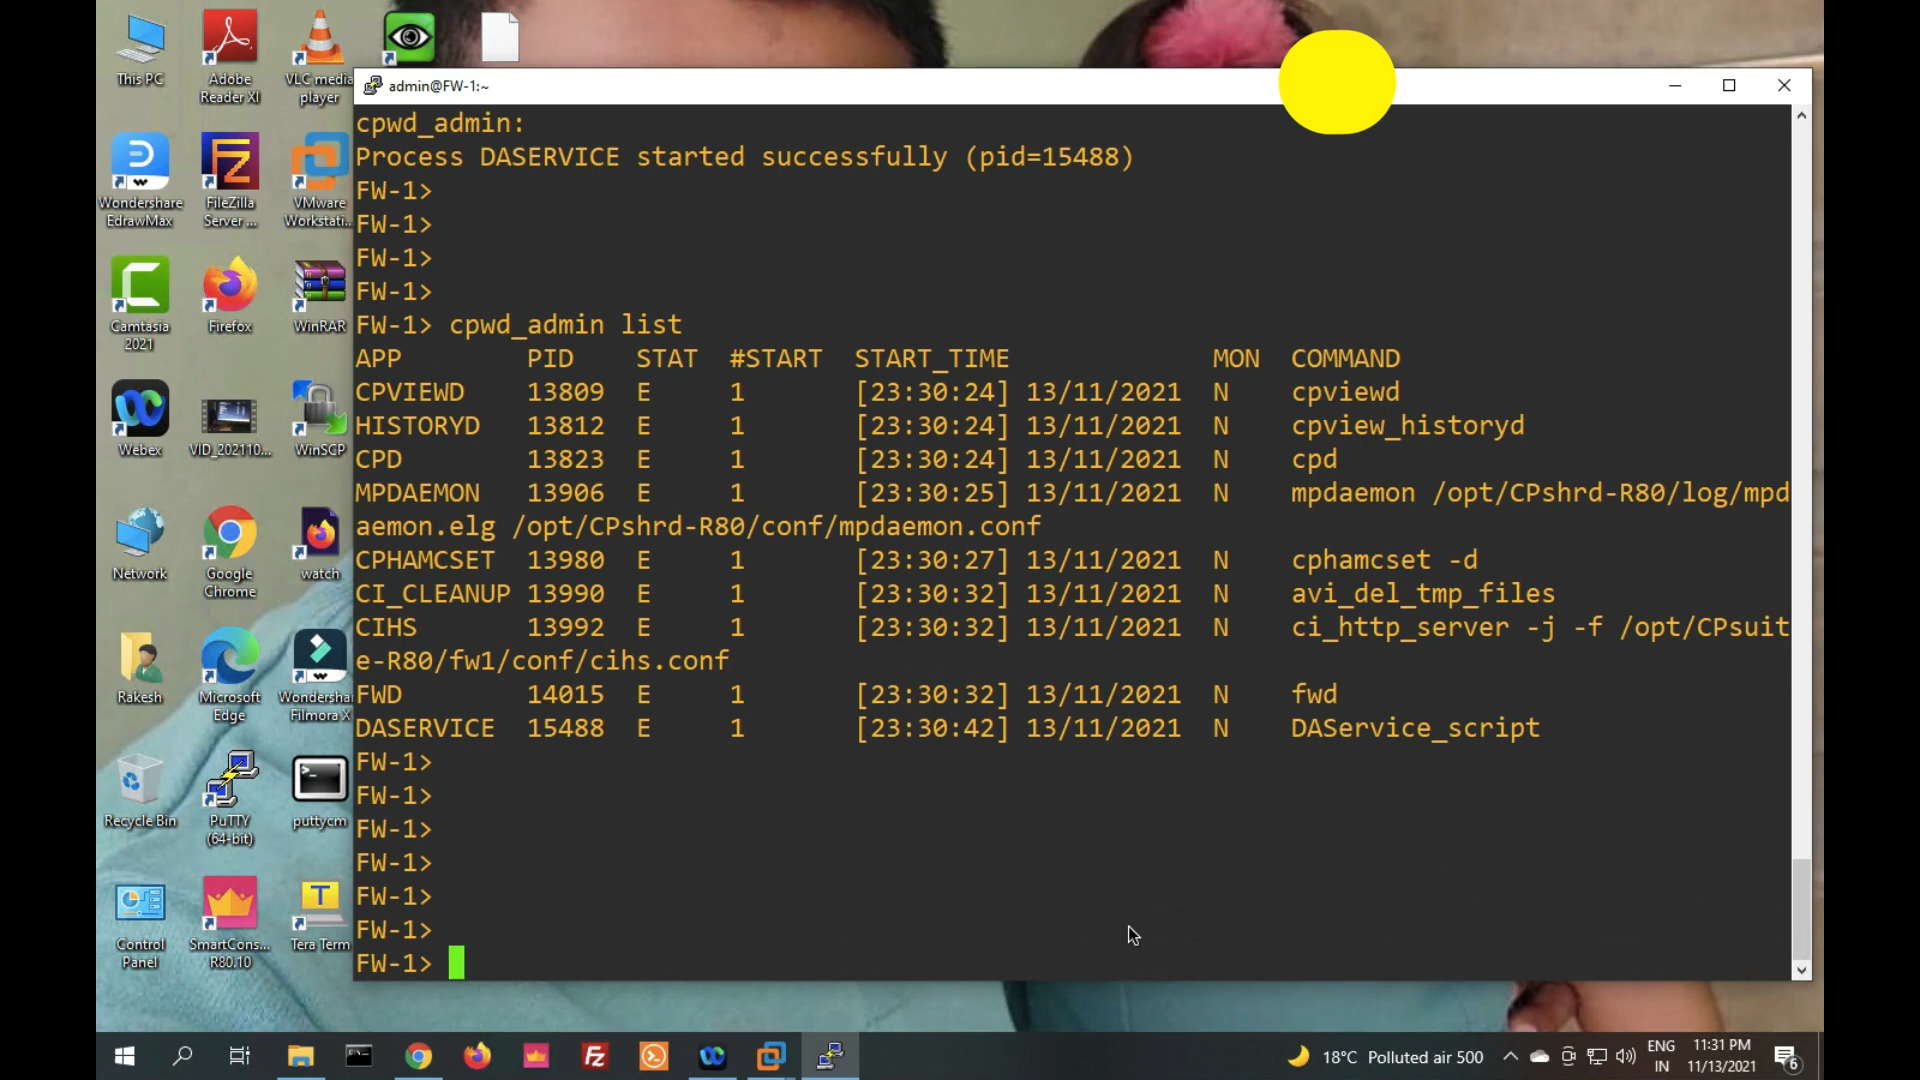 This PC
Adobe
Reader XI
VLC media
player
Wondershare
EdrawMax
FileZilla
Server ...
VMware
Workstati...
Camtasia
2021
Firefox
WinRAR
Webex
VID_202110...
WinSCP
Network
Google
Chrome
watch
Rakesh
Microsoft
Edge
Wondersha
Filmora X
Recycle Bin
PuTTY
(64-bit)
puttycm
Control
Panel
SmartCons...
R80.10
Tera Term
admin@FW-1:~
cpwd_admin:
Process DASERVICE started successfully (pid=15488)
FW-1>
FW-1>
FW-1>
FW-1>
FW-1> cpwd_admin list
APP PID STAT #START START_TIME MON COMMAND
CPVIEWD 13809 E 1 [23:30:24] 13/11/2021 N cpviewd
HISTORYD 13812 E 1 [23:30:24] 13/11/2021 N cpview_historyd
CPD 13823 E 1 [23:30:24] 13/11/2021 N cpd
MPDAEMON 13906 E 1 [23:30:25] 13/11/2021 N mpdaemon /opt/CPshrd-R80/log/mpd
aemon.elg /opt/CPshrd-R80/conf/mpdaemon.conf
CPHAMCSET 13980 E 1 [23:30:27] 13/11/2021 N cphamcset -d
CI_CLEANUP 13990 E 1 [23:30:32] 13/11/2021 N avi_del_tmp_files
CIHS 13992 E 1 [23:30:32] 13/11/2021 N ci_http_server -j -f /opt/CPsuit
e-R80/fw1/conf/cihs.conf
FWD 14015 E 1 [23:30:32] 13/11/2021 N fwd
DASERVICE 15488 E 1 [23:30:42] 13/11/2021 N DAService_script
FW-1>
FW-1>
FW-1>
FW-1>
FW-1>
FW-1>
FW-1>
18°C Polluted air 500
ENG
IN
11:31 PM
11/13/2021
6